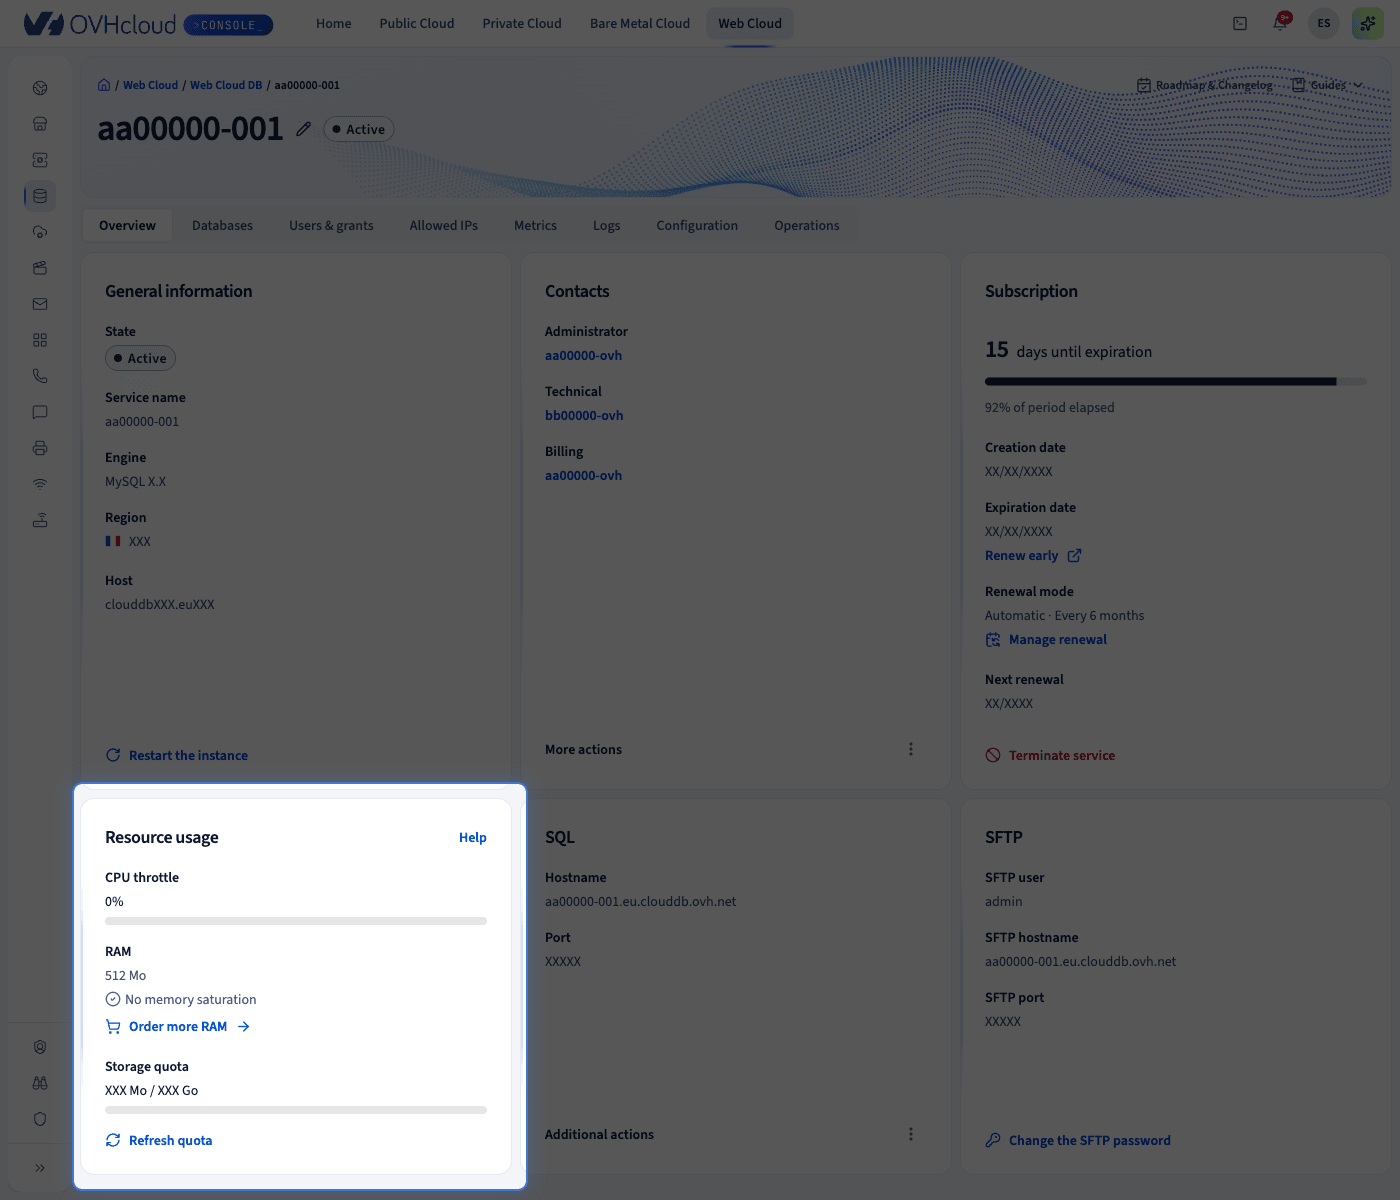 OVHcloud >CONSOLE_
Home Public Cloud Private Cloud Bare Metal Cloud Web Cloud
9+ ES
/ Web Cloud / Web Cloud DB / aa00000-001
Roadmap & Changelog Guides
aa00000-001 Active
Overview Databases Users & grants Allowed IPs Metrics Logs Configuration Operations
General information
State
Active
Service name
aa00000-001
Engine
MySQL X.X
Region
XXX
Host
clouddbXXX.euXXX
Restart the instance
Contacts
Administrator
aa00000-ovh
Technical
bb00000-ovh
Billing
aa00000-ovh
More actions
Subscription
15 days until expiration
92% of period elapsed
Creation date
XX/XX/XXXX
Expiration date
XX/XX/XXXX
Renew early
Renewal mode
Automatic · Every 6 months
Manage renewal
Next renewal
XX/XXXX
Terminate service
Resource usage Help
CPU throttle
0%
RAM
512 Mo
No memory saturation
Order more RAM
Storage quota
XXX Mo / XXX Go
Refresh quota
SQL
Hostname
aa00000-001.eu.clouddb.ovh.net
Port
XXXXX
Additional actions
SFTP
SFTP user
admin
SFTP hostname
aa00000-001.eu.clouddb.ovh.net
SFTP port
XXXXX
Change the SFTP password